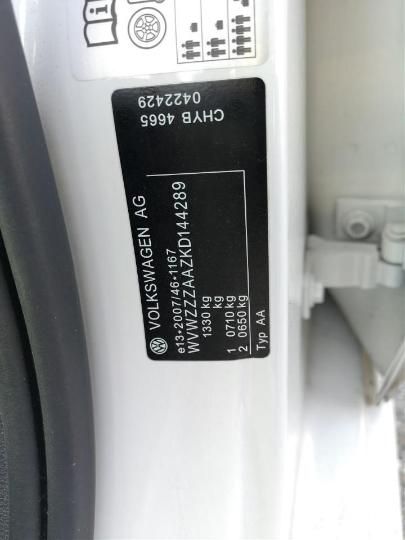 VOLKSWAGEN AG
e13*2007/46*1167
WVWZZZAAZKD144289
1330 kg
kg
1 0710 kg
2 0650 kg
Typ AA
CHYB 4665
0422429